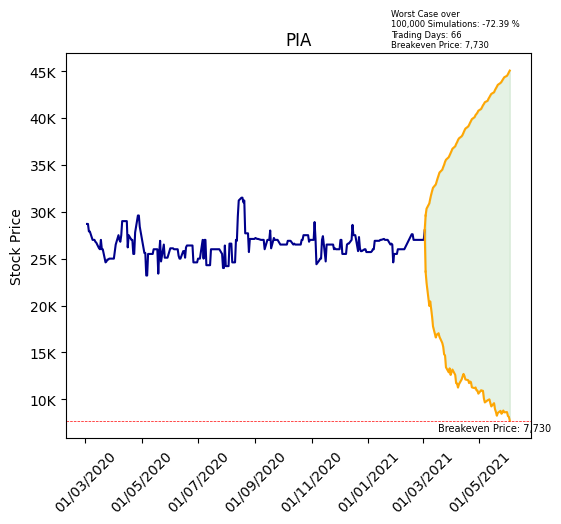 Worst Case over
100,000 Simulations: -72.39 %
Trading Days: 66
Breakeven Price: 7,730
PIA
Stock Price
45K
40K
35K
30K
25K
20K
15K
10K
Breakeven Price: 7,730
01/03/2020
01/05/2020
01/07/2020
01/09/2020
01/11/2020
01/01/2021
01/03/2021
01/05/2021